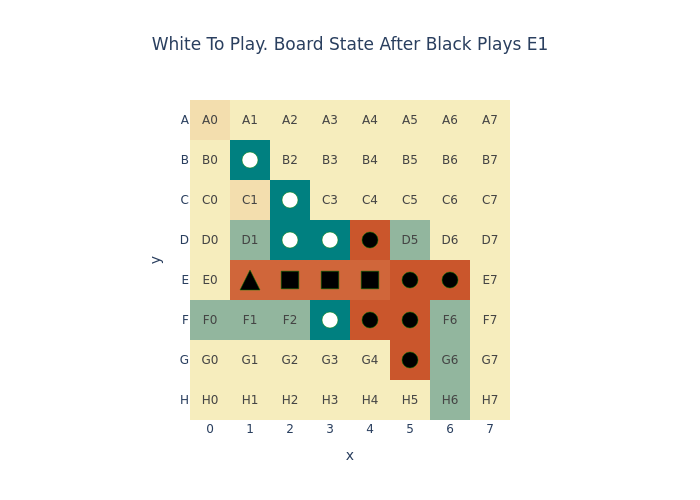 White To Play. Board State After Black Plays E1
A A0 A1 A2 A3 A4 A5 A6 A7
B B0 B2 B3 B4 B5 B6 B7
C C0 C1 C3 C4 C5 C6 C7
D D0 D1 D5 D6 D7
y
E E0 E7
F F0 F1 F2 F6 F7
G G0 G1 G2 G3 G4 G6 G7
H H0 H1 H2 H3 H4 H5 H6 H7
0 1 2 3 4 5 6 7
x